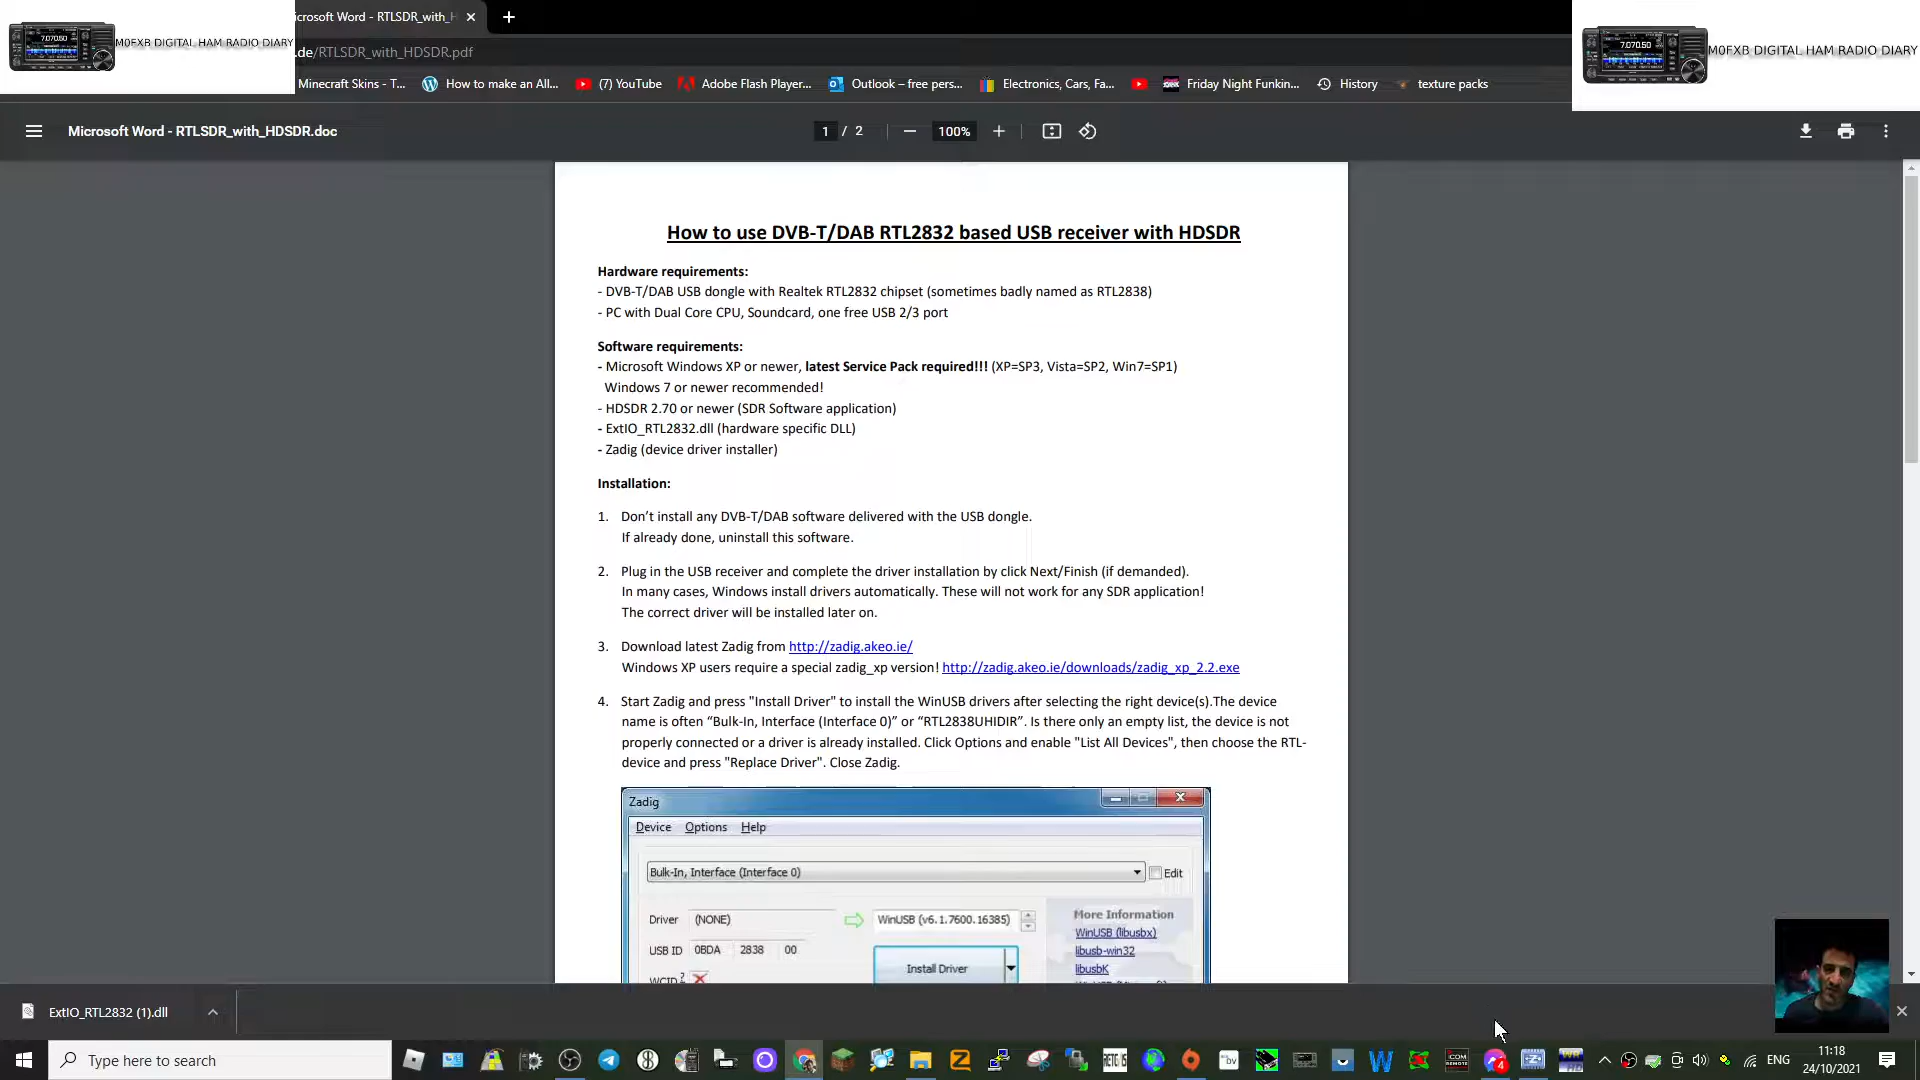 icrosoft Word - RTLSDR_with_H
M0FXB DIGITAL HAM RADIO DIARY
7.070.50
M0FXB DIGITAL HAM RADIO DIARY
7.070.50
.de/RTLSDR_with_HDSDR.pdf
Minecraft Skins - T...
How to make an All...
(7) YouTube
Adobe Flash Player...
Outlook – free pers...
Electronics, Cars, Fa...
Friday Night Funkin...
History
texture packs
Microsoft Word - RTLSDR_with_HDSDR.doc
1 / 2
100%
How to use DVB-T/DAB RTL2832 based USB receiver with HDSDR
Hardware requirements:
- DVB-T/DAB USB dongle with Realtek RTL2832 chipset (sometimes badly named as RTL2838)
- PC with Dual Core CPU, Soundcard, one free USB 2/3 port
Software requirements:
- Microsoft Windows XP or newer, latest Service Pack required!!! (XP=SP3, Vista=SP2, Win7=SP1)
Windows 7 or newer recommended!
- HDSDR 2.70 or newer (SDR Software application)
- ExtIO_RTL2832.dll (hardware specific DLL)
- Zadig (device driver installer)
Installation:
1. Don't install any DVB-T/DAB software delivered with the USB dongle.
If already done, uninstall this software.
2. Plug in the USB receiver and complete the driver installation by click Next/Finish (if demanded).
In many cases, Windows install drivers automatically. These will not work for any SDR application!
The correct driver will be installed later on.
3. Download latest Zadig from http://zadig.akeo.ie/
Windows XP users require a special zadig_xp version! http://zadig.akeo.ie/downloads/zadig_xp_2.2.exe
4. Start Zadig and press "Install Driver" to install the WinUSB drivers after selecting the right device(s).The device
name is often “Bulk-In, Interface (Interface 0)” or “RTL2838UHIDIR”. Is there only an empty list, the device is not
properly connected or a driver is already installed. Click Options and enable "List All Devices", then choose the RTL-
device and press "Replace Driver". Close Zadig.
Zadig
Device Options Help
Bulk-In, Interface (Interface 0)
Edit
Driver (NONE)
WinUSB (v6.1.7600.16385)
More Information
WinUSB (libusbx)
USB ID 0BDA 2838 00
libusb-win32
Install Driver
libusbK
WCID ?
ExtIO_RTL2832 (1).dll
Type here to search
4
ENG
11:18
24/10/2021